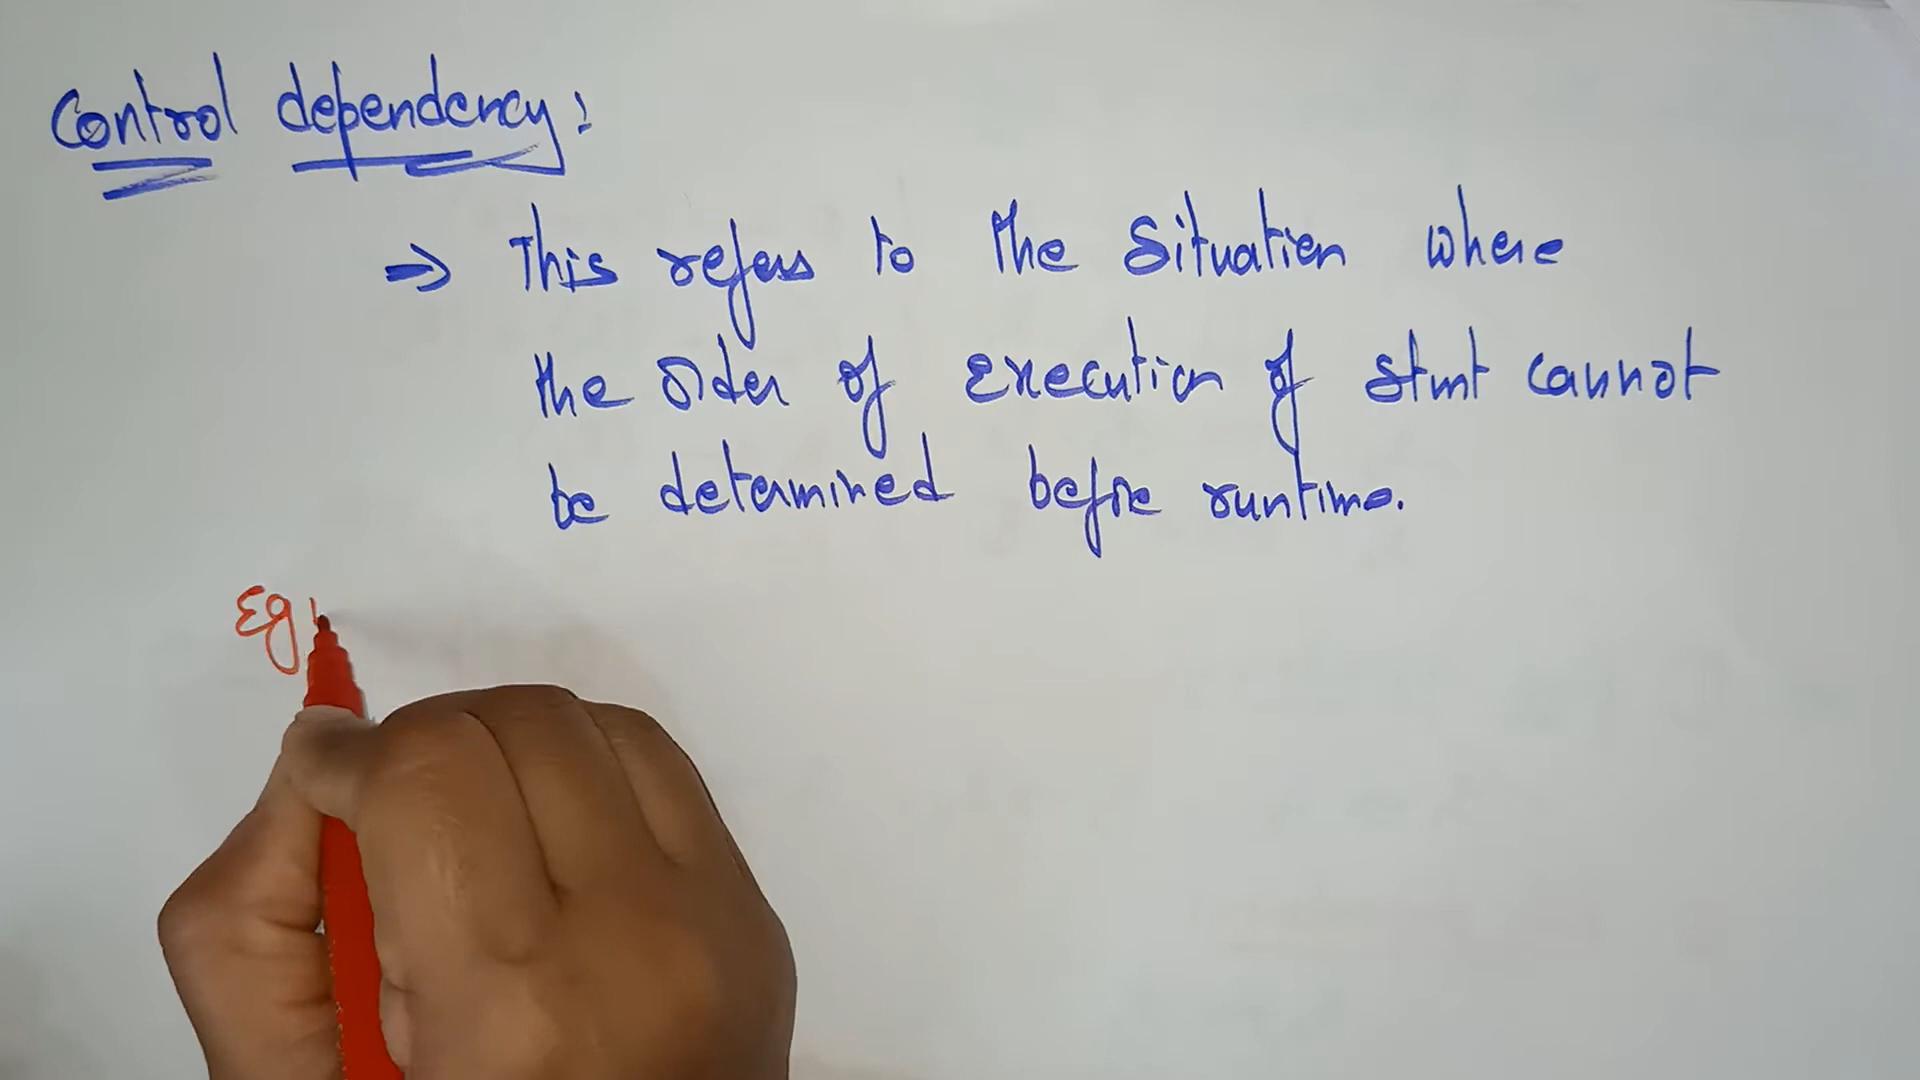 Control dependency:
⇒ This refers to the situation where
the order of execution of stmt cannot
be determined before runtime.
Eg